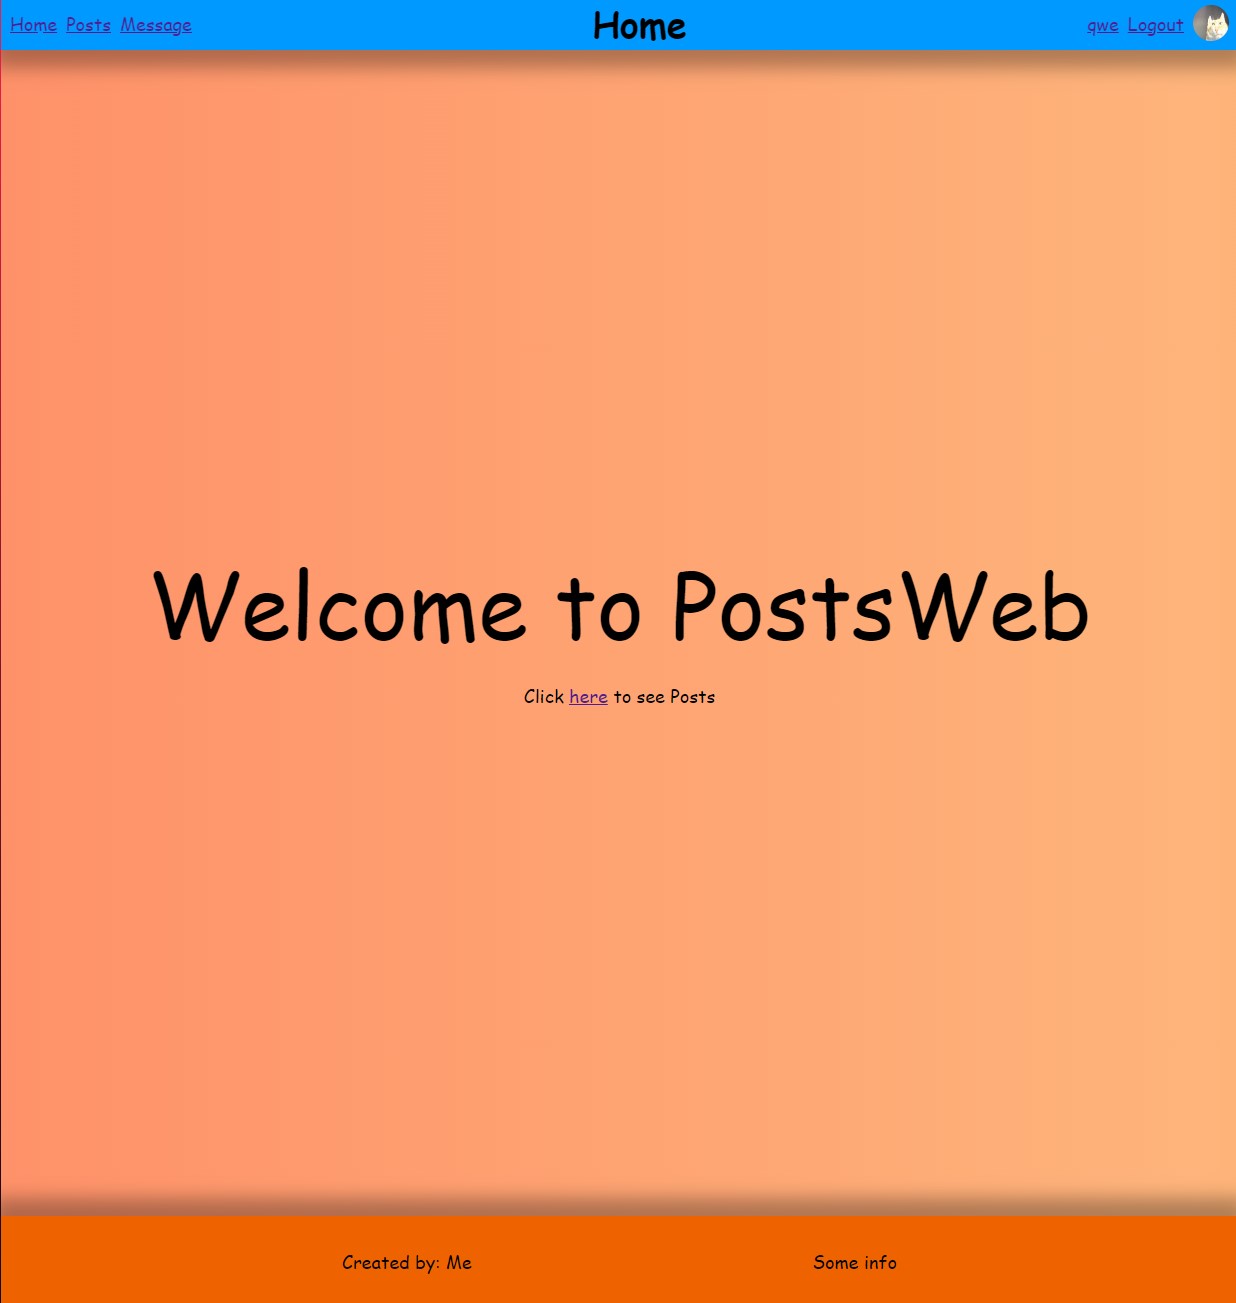 Home Posts Message Home qwe Logout
Welcome to PostsWeb
Click here to see Posts
Created by: Me Some info